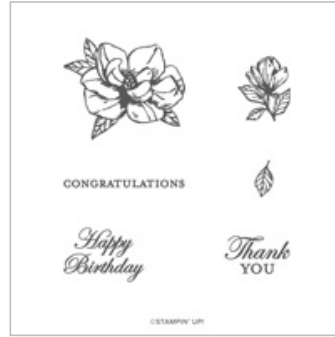 CONGRATULATIONS
Happy
Birthday
Thank
YOU
©STAMPIN' UP!